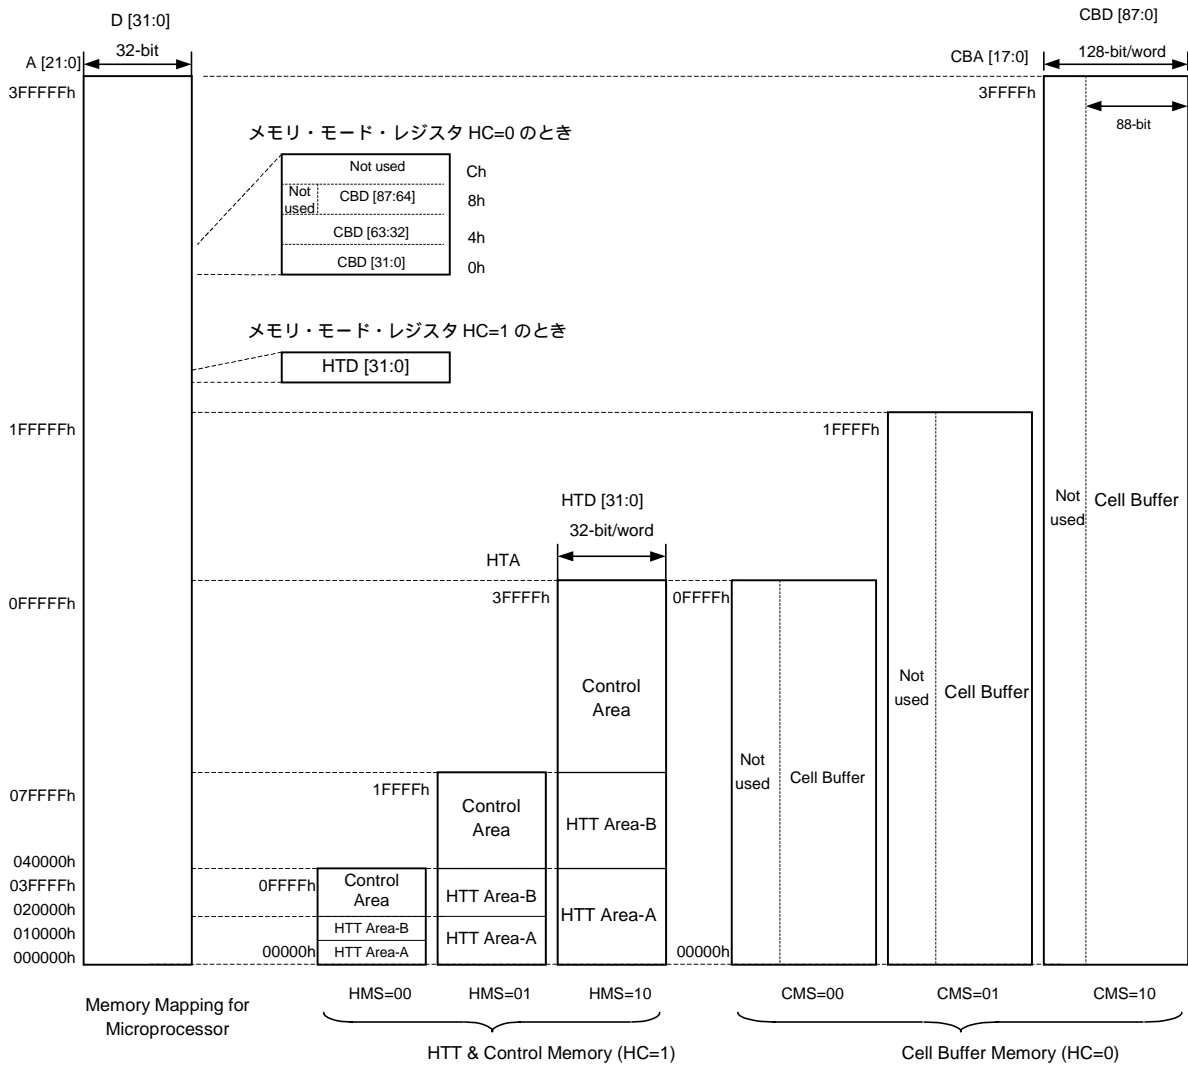 D [31:0]
32-bit
A [21:0]
3FFFFFh
CBD [87:0]
CBA [17:0]
128-bit/word
3FFFFh
88-bit
メモリ・モード・レジスタ HC=0 のとき
Not used
Ch
Not
used
CBD [87:64]
8h
CBD [63:32]
4h
CBD [31:0]
0h
メモリ・モード・レジスタ HC=1 のとき
HTD [31:0]
1FFFFFh
1FFFFh
HTD [31:0]
32-bit/word
HTA
Not
used
Cell Buffer
0FFFFFh
3FFFFh
0FFFFh
Control
Area
Not
used
Cell Buffer
Not
used
Cell Buffer
07FFFFh
1FFFFh
Control
Area
HTT Area-B
040000h
03FFFFh
020000h
010000h
000000h
0FFFFh
Control
Area
HTT Area-B
HTT Area-A
00000h
HTT Area-B
HTT Area-A
HTT Area-A
00000h
HMS=00
HMS=01
HMS=10
CMS=00
CMS=01
CMS=10
Memory Mapping for
Microprocessor
HTT & Control Memory (HC=1)
Cell Buffer Memory (HC=0)